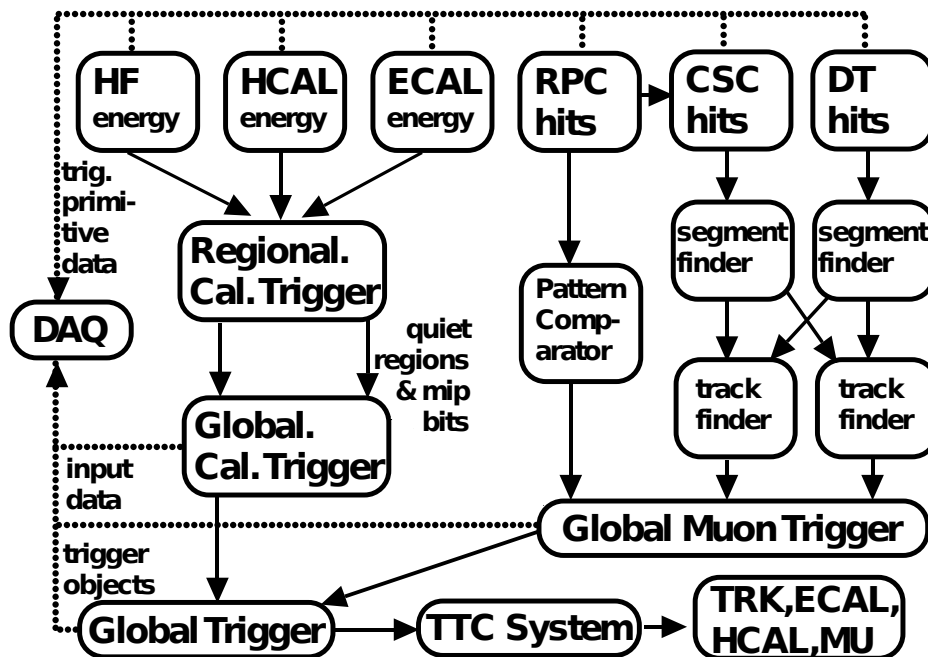 HF
energy
HCAL
energy
ECAL
energy
RPC
hits
CSC
hits
DT
hits
trig.
primi-
tive
data
Regional.
Cal. Trigger
segment
finder
segment
finder
Pattern
Comp-
arator
DAQ
quiet
regions
& mip
bits
track
finder
track
finder
Global.
Cal. Trigger
input
data
Global Muon Trigger
trigger
objects
Global Trigger
TTC System
TRK,ECAL,
HCAL,MU